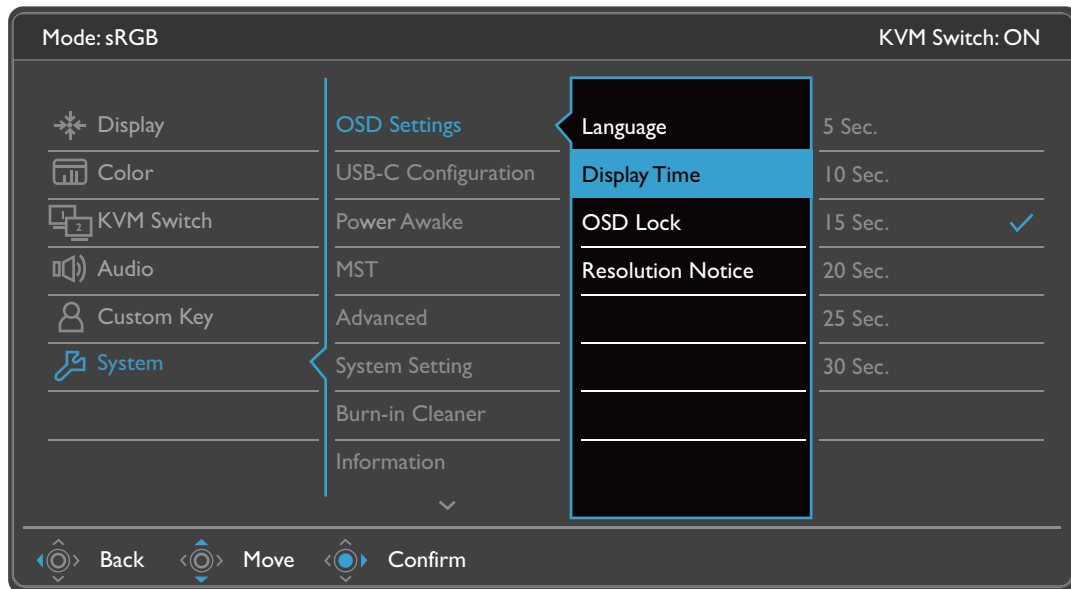 Mode: sRGB
KVM Switch: ON
Display
Color
1
2
KVM Switch
Audio
Custom Key
System
OSD Settings
USB-C Configuration
Power Awake
MST
Advanced
System Setting
Burn-in Cleaner
Information
Language
Display Time
OSD Lock
Resolution Notice
5 Sec.
10 Sec.
15 Sec.
20 Sec.
25 Sec.
30 Sec.
Back
Move
Confirm